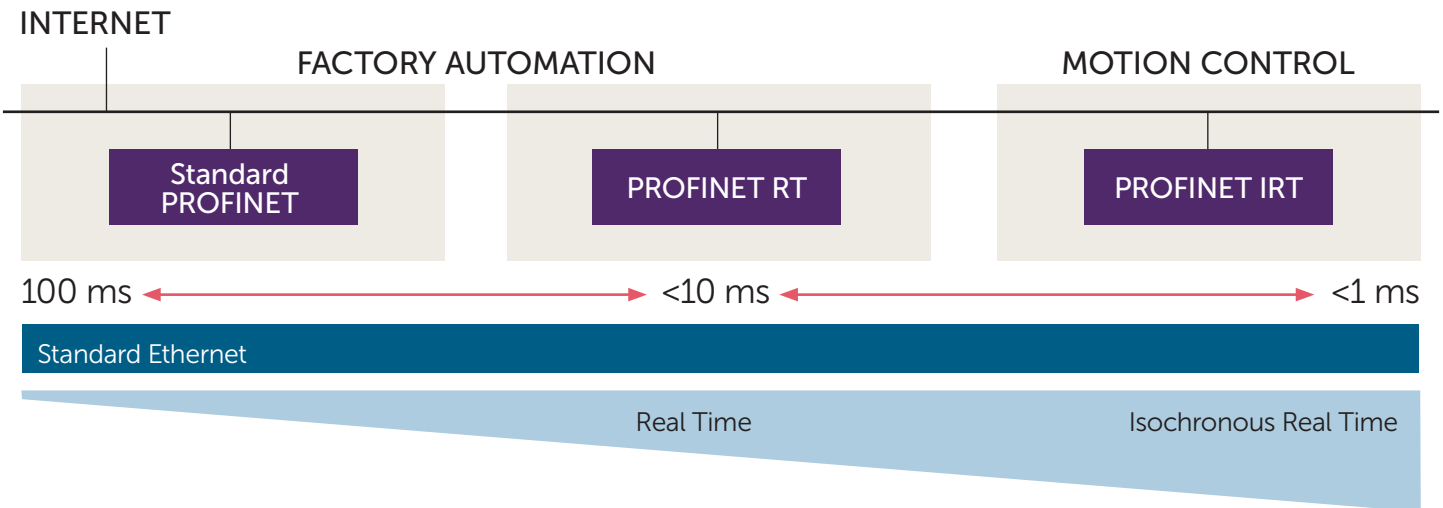 INTERNET
FACTORY AUTOMATION
MOTION CONTROL
Standard
PROFINET
PROFINET RT
PROFINET IRT
100 ms
<10 ms
<1 ms
Standard Ethernet
Real Time
Isochronous Real Time